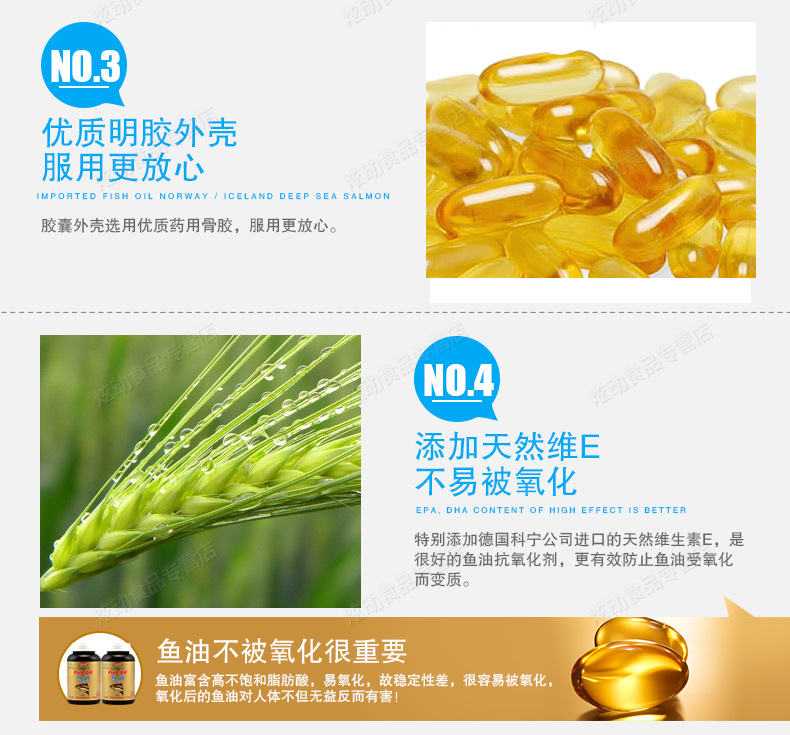 NO.3
优质明胶外壳
服用更放心
IMPORTED FISH OIL NORWAY / ICELAND DEEP SEA SALMON
胶囊外壳选用优质药用骨胶，服用更放心。
NO.4
添加天然维E
不易被氧化
EPA, DHA CONTENT OF HIGH EFFECT IS BETTER
特别添加德国科宁公司进口的天然维生素E，是
很好的鱼油抗氧化剂，更有效防止鱼油受氧化
而变质。
鱼油不被氧化很重要
鱼油富含高不饱和脂肪酸，易氧化，故稳定性差，很容易被氧化，
氧化后的鱼油对人体不但无益反而有害！
炫动食品专营店